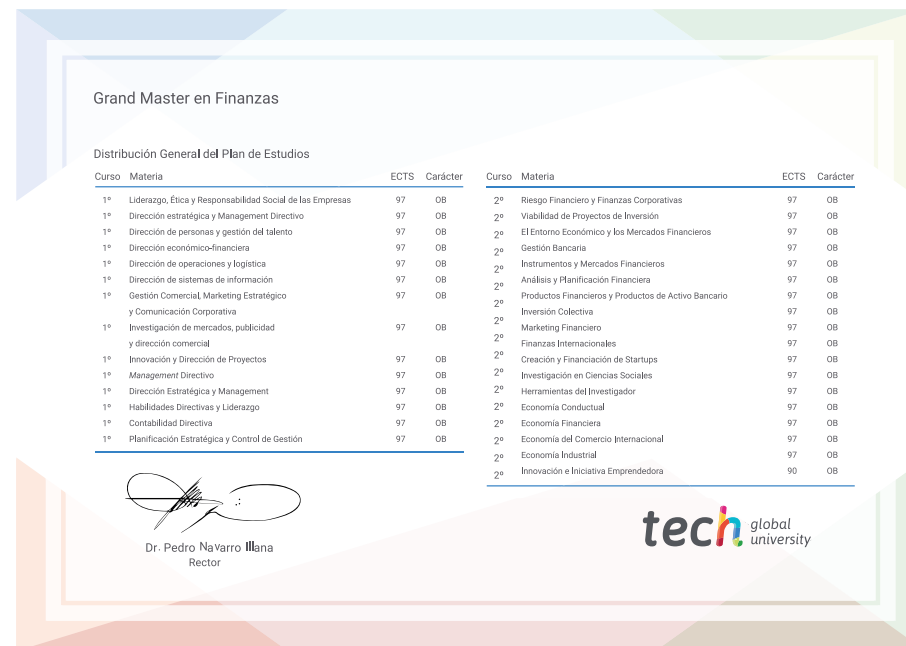 Grand Master en Finanzas
Distribución General del Plan de Estudios
Curso Materia ECTS Carácter
1º Liderazgo, Ética y Responsabilidad Social de las Empresas 97 OB
1º Dirección estratégica y Management Directivo 97 OB
1º Dirección de personas y gestión del talento 97 OB
1º Dirección económico-financiera 97 OB
1º Dirección de operaciones y logística 97 OB
1º Dirección de sistemas de información 97 OB
1º Gestión Comercial, Marketing Estratégico 97 OB
y Comunicación Corporativa
1º Investigación de mercados, publicidad 97 OB
y dirección comercial
1º Innovación y Dirección de Proyectos 97 OB
1º Management Directivo 97 OB
1º Dirección Estratégica y Management 97 OB
1º Habilidades Directivas y Liderazgo 97 OB
1º Contabilidad Directiva 97 OB
1º Planificación Estratégica y Control de Gestión 97 OB
Curso Materia ECTS Carácter
2º Riesgo Financiero y Finanzas Corporativas 97 OB
2º Viabilidad de Proyectos de Inversión 97 OB
2º El Entorno Económico y los Mercados Financieros 97 OB
2º Gestión Bancaria 97 OB
2º Instrumentos y Mercados Financieros 97 OB
2º Análisis y Planificación Financiera 97 OB
2º Productos Financieros y Productos de Activo Bancario 97 OB
Inversión Colectiva 97 OB
2º Marketing Financiero 97 OB
2º Finanzas Internacionales 97 OB
2º Creación y Financiación de Startups 97 OB
2º Investigación en Ciencias Sociales 97 OB
2º Herramientas del Investigador 97 OB
2º Economía Conductual 97 OB
2º Economía Financiera 97 OB
2º Economía del Comercio Internacional 97 OB
2º Economía Industrial 97 OB
2º Innovación e Iniciativa Emprendedora 90 OB
Dr. Pedro Navarro Illana
Rector
tech global
university